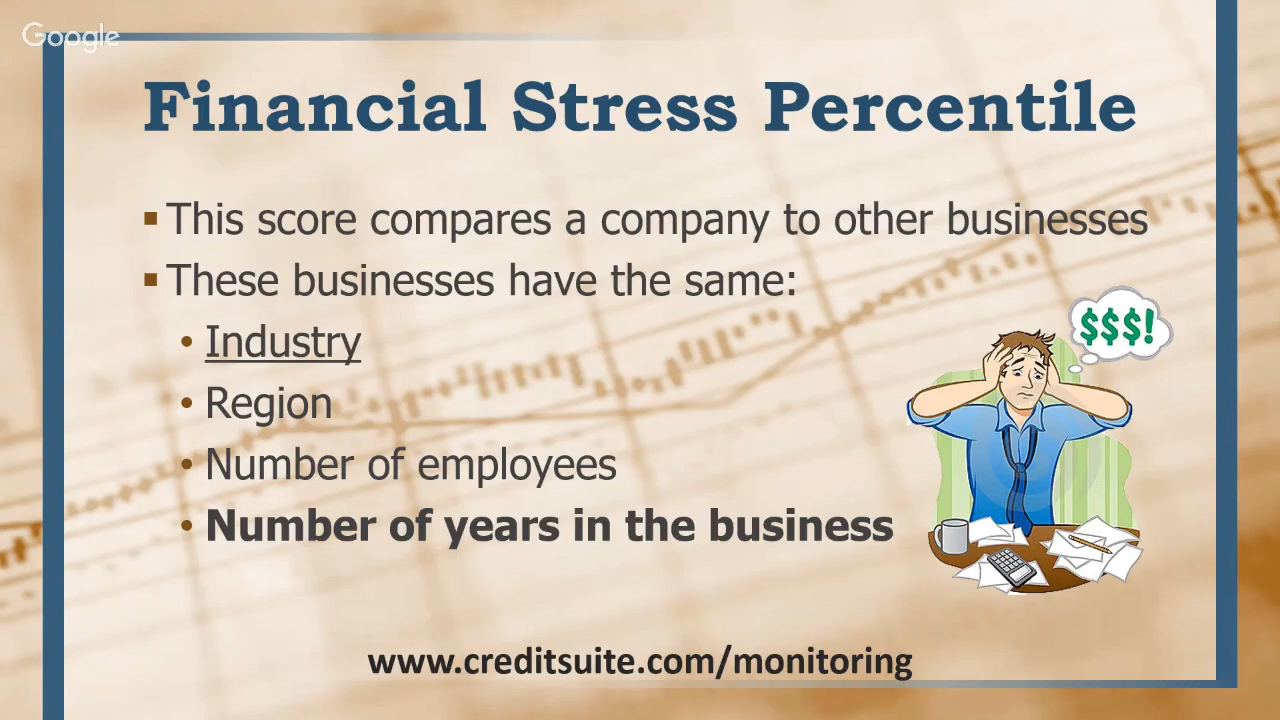 Google
Financial Stress Percentile
▪ This score compares a company to other businesses
▪ These businesses have the same:
• Industry
• Region
• Number of employees
• Number of years in the business
$$$!
www.creditsuite.com/monitoring